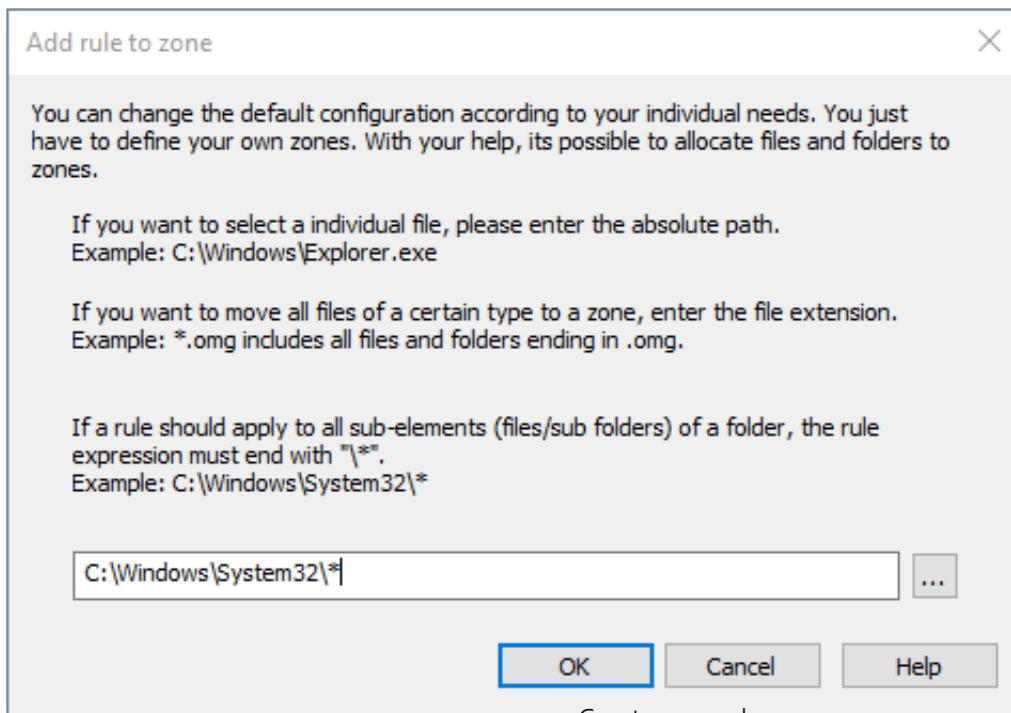 Add rule to zone
You can change the default configuration according to your individual needs. You just
have to define your own zones. With your help, its possible to allocate files and folders to
zones.
If you want to select a individual file, please enter the absolute path.
Example: C:\Windows\Explorer.exe
If you want to move all files of a certain type to a zone, enter the file extension.
Example: *.omg includes all files and folders ending in .omg.
If a rule should apply to all sub-elements (files/sub folders) of a folder, the rule
expression must end with "\*".
Example: C:\Windows\System32\*
C:\Windows\System32\*
...
OK Cancel Help